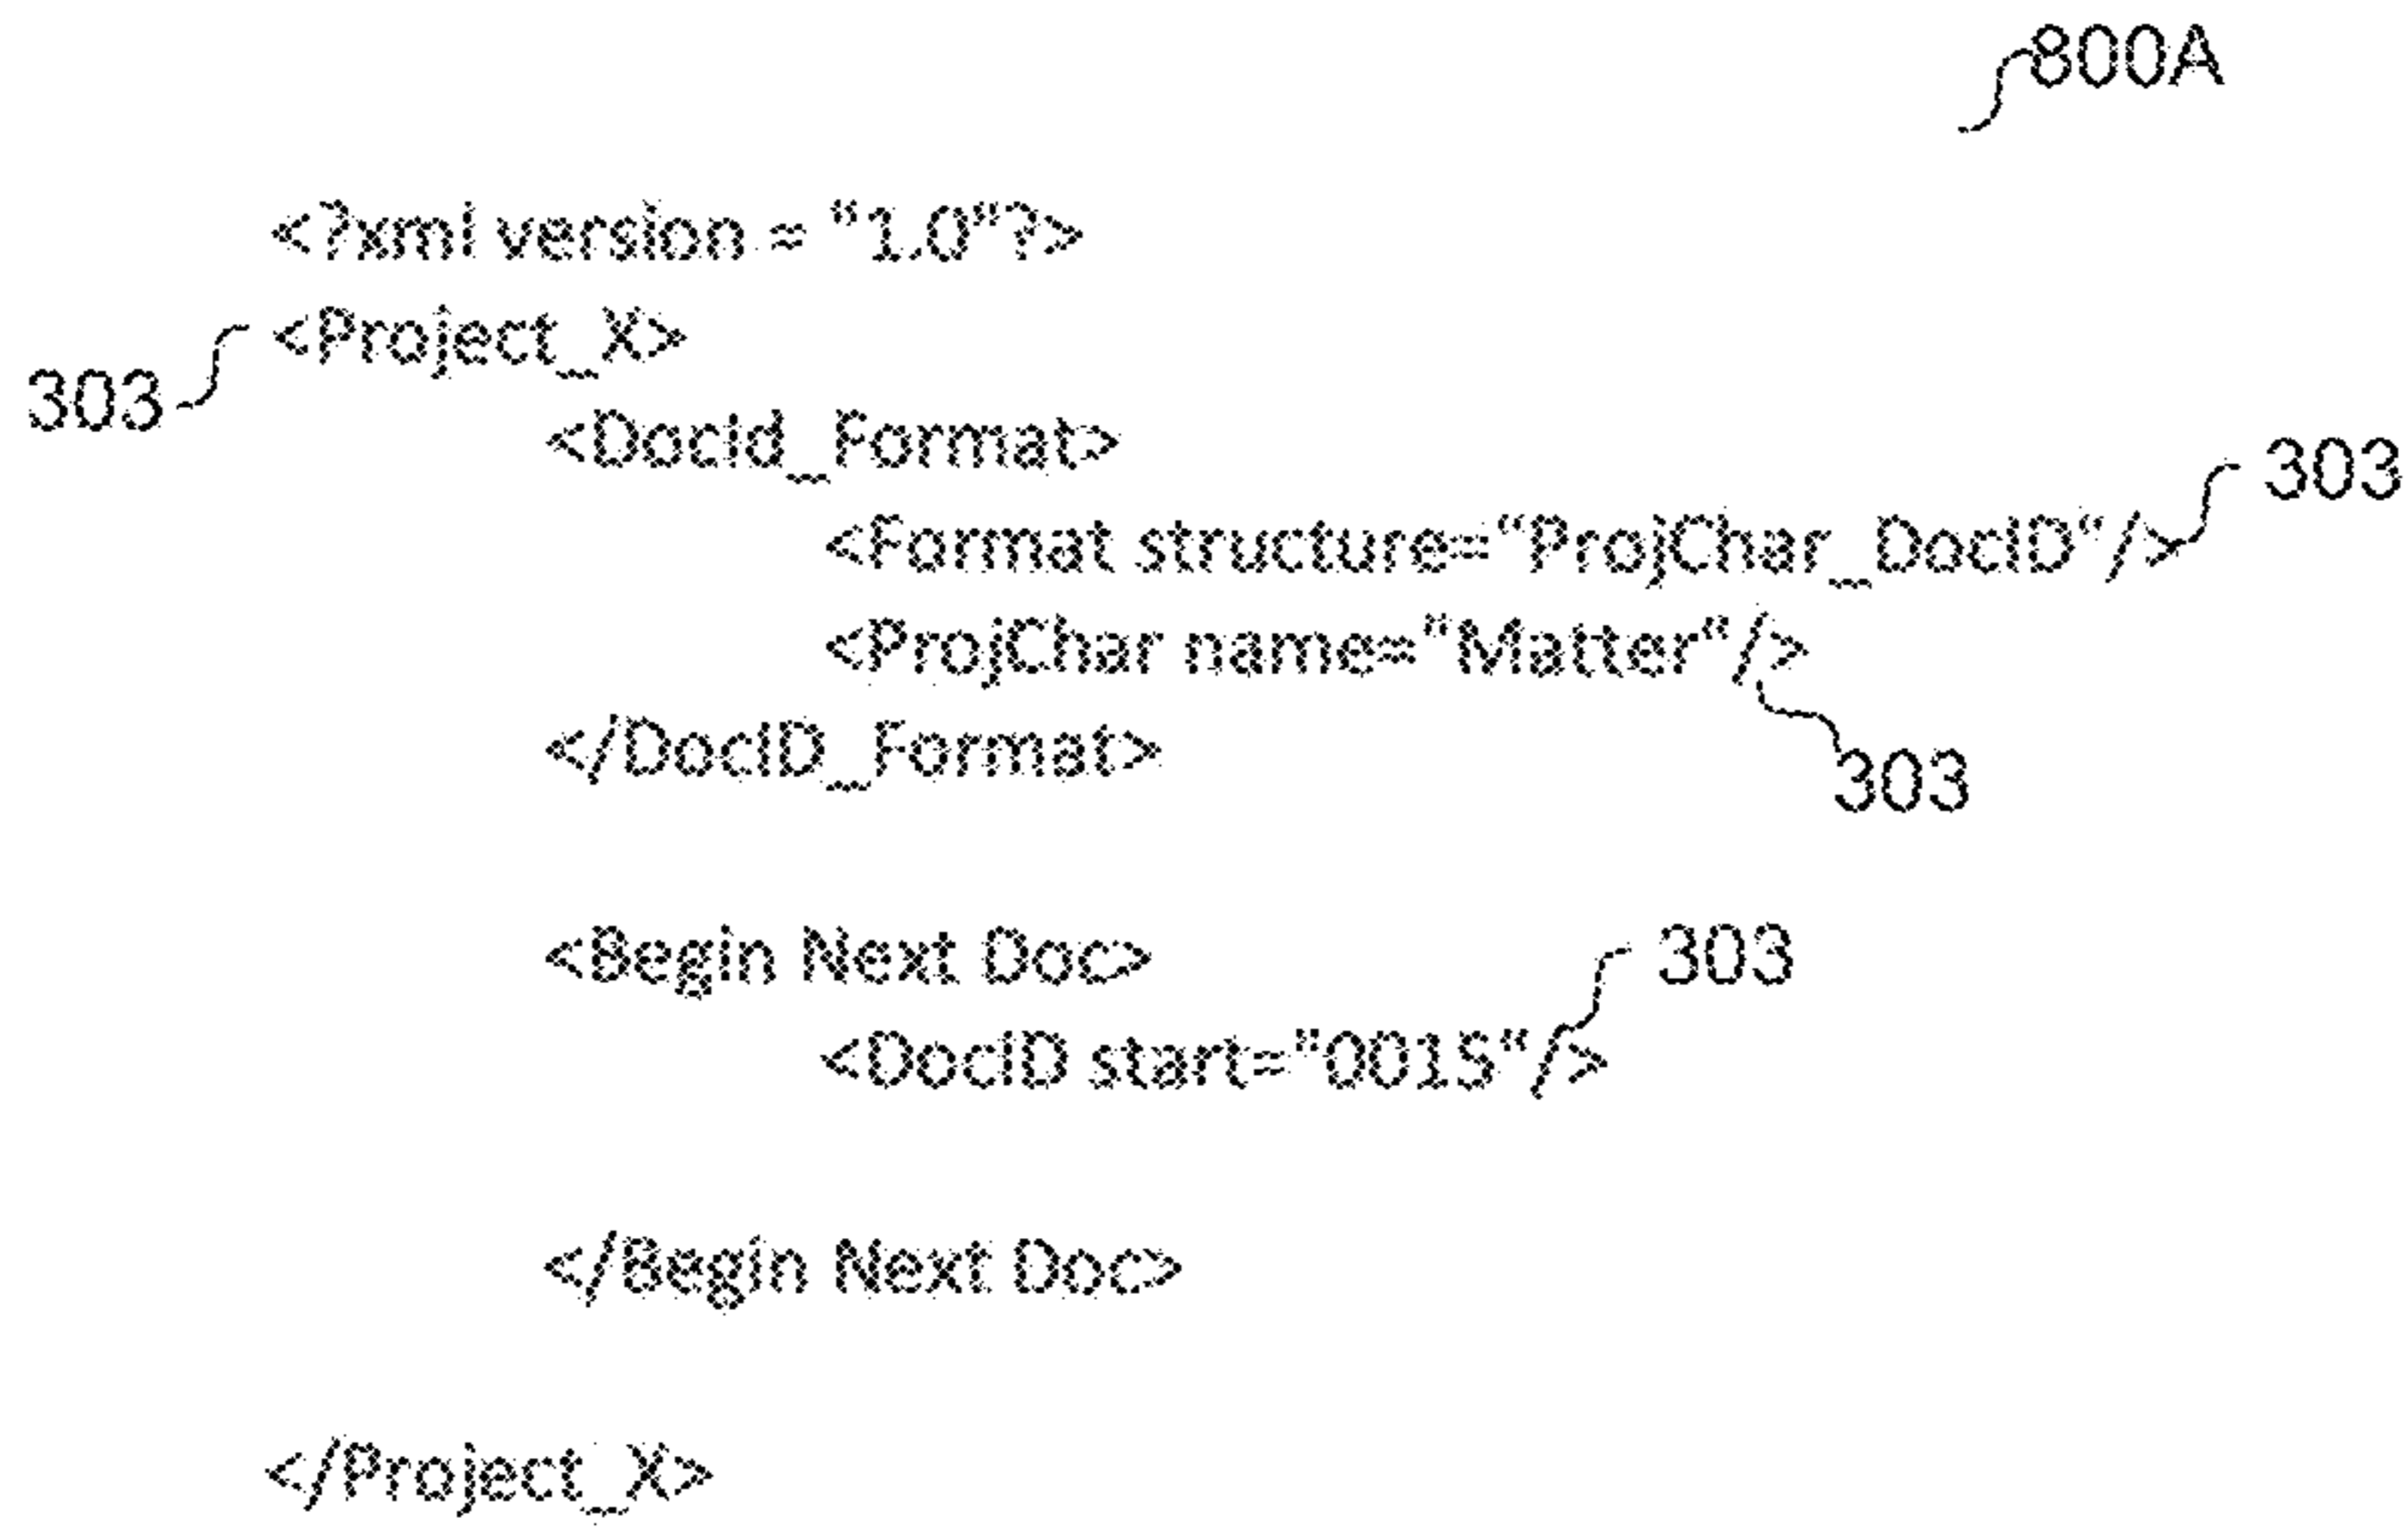 800A
<?xml version = "1.0"?>
<Project_X>
303
<DocId_Format>
303
<Format structure="ProjChar_DocID"/>
<ProjChar name="Matter"/>
</DocID_Format>
303
<Begin Next Doc>
303
<DocID start="0015"/>
</Begin Next Doc>
</Project_X>